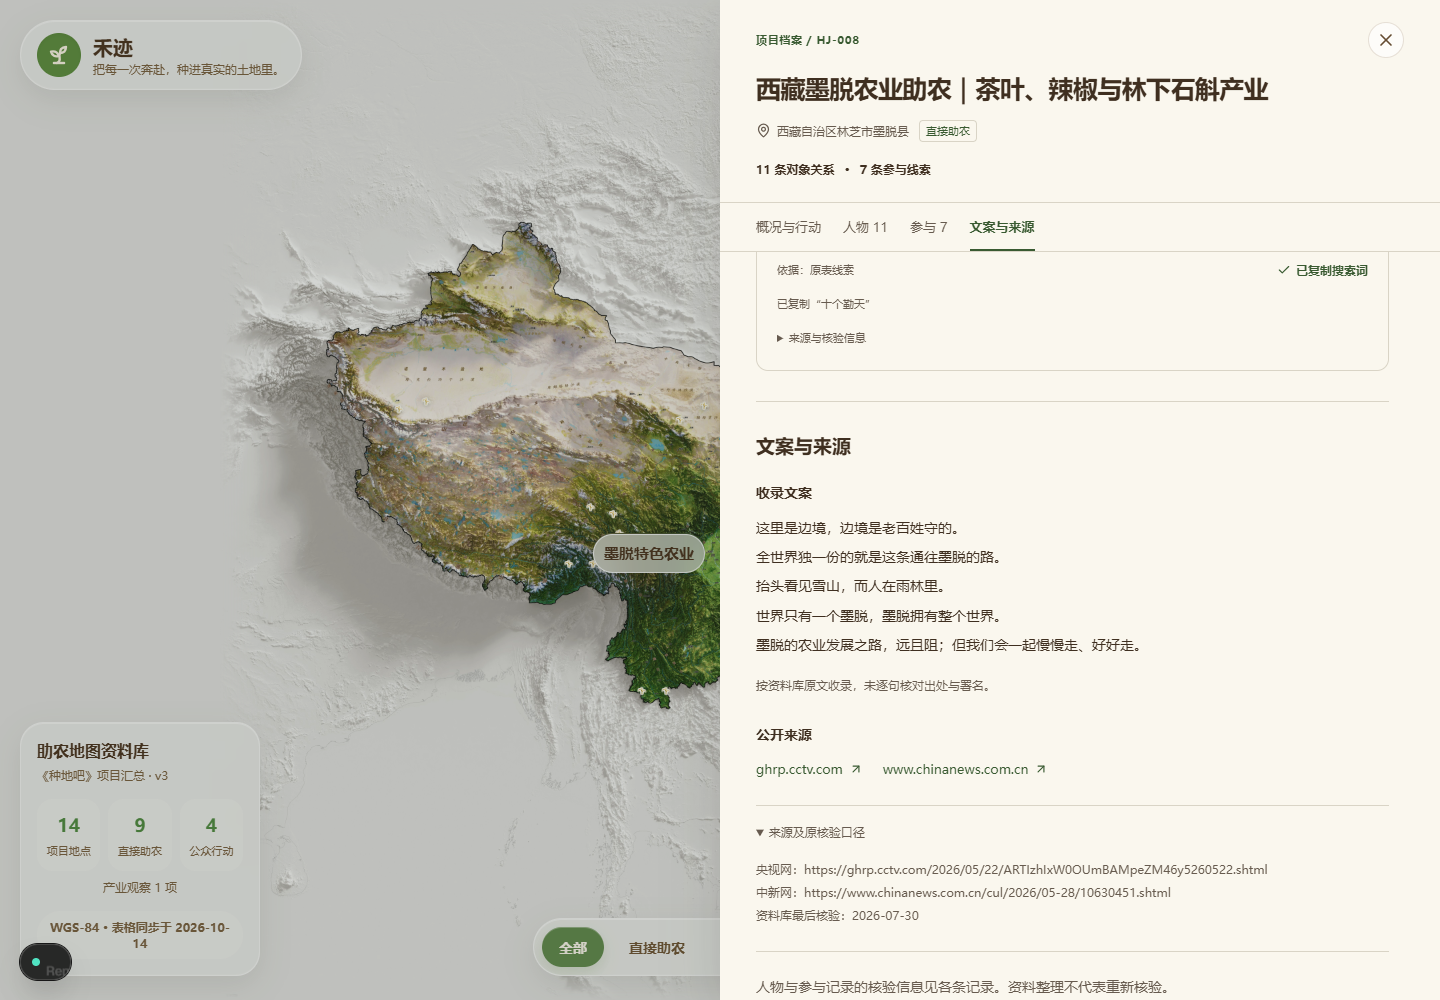 禾迹
把每一次奔赴，种进真实的土地里。
墨脱特色农业
助农地图资料库
《种地吧》项目汇总 · v3
14
9
4
项目地点
直接助农
公众行动
产业观察 1 项
WGS-84 • 表格同步于 2026-10-
14
全部
直接助农
项目档案 / HJ-008
西藏墨脱农业助农｜茶叶、辣椒与林下石斛产业
西藏自治区林芝市墨脱县
直接助农
11 条对象关系 • 7 条参与线索
概况与行动
人物 11
参与 7
文案与来源
依据：原表线索
已复制搜索词
已复制“十个勤天”
来源与核验信息
文案与来源
收录文案
这里是边境，边境是老百姓守的。
全世界独一份的就是这条通往墨脱的路。
抬头看见雪山，而人在雨林里。
世界只有一个墨脱，墨脱拥有整个世界。
墨脱的农业发展之路，远且阻；但我们会一起慢慢走、好好走。
按资料库原文收录，未逐句核对出处与署名。
公开来源
ghrp.cctv.com
www.chinanews.com.cn
来源及原核验口径
央视网：https://ghrp.cctv.com/2026/05/22/ARTIzhIxW0OUmBAMpeZM46y5260522.shtml
中新网：https://www.chinanews.com.cn/cul/2026/05-28/10630451.shtml
资料库最后核验：2026-07-30
人物与参与记录的核验信息见各条记录。资料整理不代表重新核验。